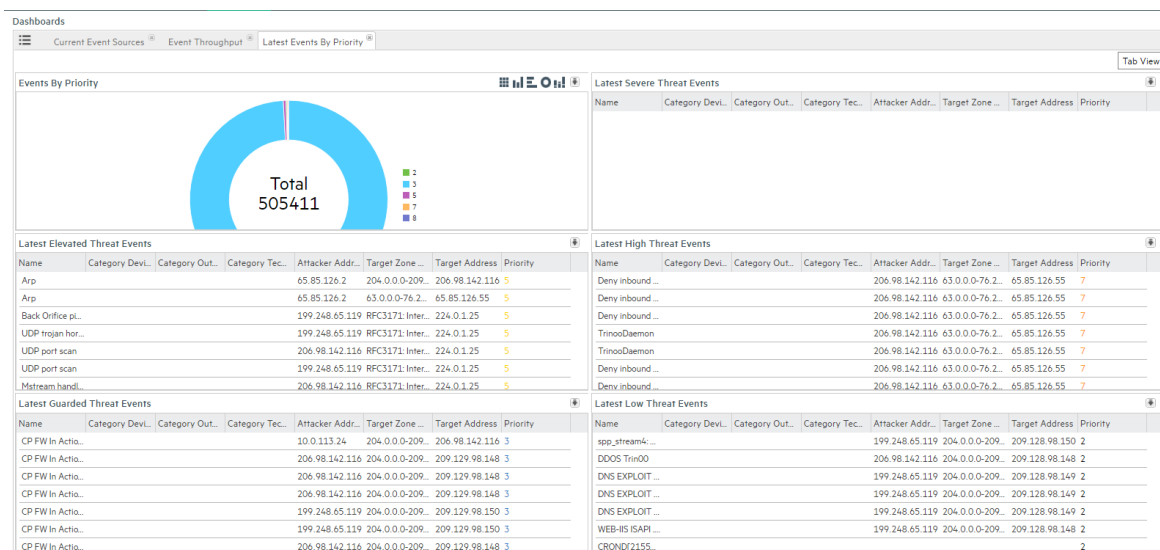 Dashboards
Current Event Sources Event Throughput Latest Events By Priority
Tab View
Events By Priority
Total
505411
2
3
5
7
8
Latest Severe Threat Events
Name Category Devi... Category Out... Category Tec... Attacker Addr... Target Zone ... Target Address Priority
Latest Elevated Threat Events
Name Category Devi... Category Out... Category Tec... Attacker Addr... Target Zone ... Target Address Priority
Arp 65.85.126.2 204.0.0.0-209... 206.98.142.116 5
Arp 65.85.126.2 63.0.0.0-76.2... 65.85.126.55 5
Back Orifice pi... 199.248.65.119 RFC3171: Inter... 224.0.1.25 5
UDP trojan hor... 199.248.65.119 RFC3171: Inter... 224.0.1.25 5
UDP port scan 206.98.142.116 RFC3171: Inter... 224.0.1.25 5
UDP port scan 199.248.65.119 RFC3171: Inter... 224.0.1.25 5
Mstream handl... 206.98.142.116 RFC3171: Inter... 224.0.1.25 5
Latest High Threat Events
Name Category Devi... Category Out... Category Tec... Attacker Addr... Target Zone ... Target Address Priority
Deny inbound ... 206.98.142.116 63.0.0.0-76.2... 65.85.126.55 7
Deny inbound ... 206.98.142.116 63.0.0.0-76.2... 65.85.126.55 7
Deny inbound ... 206.98.142.116 63.0.0.0-76.2... 65.85.126.55 7
TrinooDaemon 206.98.142.116 63.0.0.0-76.2... 65.85.126.55 7
TrinooDaemon 206.98.142.116 63.0.0.0-76.2... 65.85.126.55 7
Deny inbound ... 206.98.142.116 63.0.0.0-76.2... 65.85.126.55 7
Deny inbound ... 206.98.142.116 63.0.0.0-76.2... 65.85.126.55 7
Latest Guarded Threat Events
Name Category Devi... Category Out... Category Tec... Attacker Addr... Target Zone ... Target Address Priority
CP FW In Actio... 10.0.113.24 204.0.0.0-209... 206.98.142.116 3
CP FW In Actio... 206.98.142.116 204.0.0.0-209... 209.129.98.148 3
CP FW In Actio... 199.248.65.119 204.0.0.0-209... 209.129.98.148 3
CP FW In Actio... 206.98.142.116 204.0.0.0-209... 209.129.98.148 3
CP FW In Actio... 206.98.142.116 204.0.0.0-209... 209.129.98.150 3
CP FW In Actio... 199.248.65.119 204.0.0.0-209... 209.129.98.150 3
CP FW In Actio... 206.98.142.116 204.0.0.0-209... 209.129.98.148 3
Latest Low Threat Events
Name Category Devi... Category Out... Category Tec... Attacker Addr... Target Zone ... Target Address Priority
spp_stream4: ... 199.248.65.119 204.0.0.0-209... 209.128.98.150 2
DDOS Trin00 206.98.142.116 204.0.0.0-209... 209.128.98.148 2
DNS EXPLOIT ... 199.248.65.119 204.0.0.0-209... 209.128.98.149 2
DNS EXPLOIT ... 199.248.65.119 204.0.0.0-209... 209.128.98.149 2
DNS EXPLOIT ... 199.248.65.119 204.0.0.0-209... 209.128.98.149 2
WEB-IIS ISAPI ... 199.248.65.119 204.0.0.0-209... 209.128.98.148 2
CROND[2155... 2